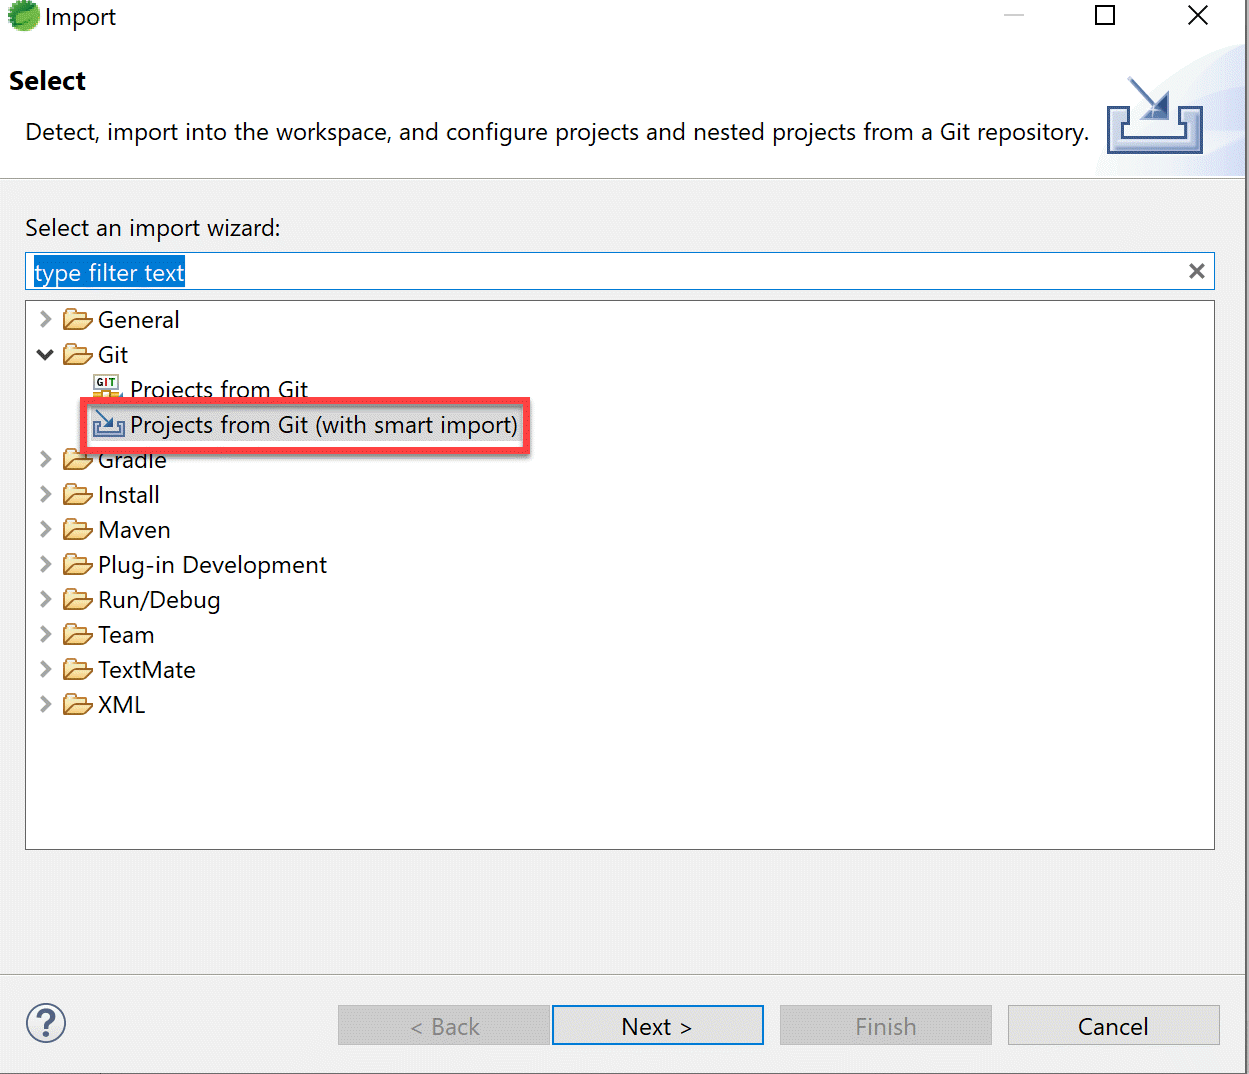 Import
Select
Detect, import into the workspace, and configure projects and nested projects from a Git repository.
Select an import wizard:
type filter text
General
Git
GIT
Projects from Git
Projects from Git (with smart import)
Gradle
Install
Maven
Plug-in Development
Run/Debug
Team
TextMate
XML
?
< Back
Next >
Finish
Cancel